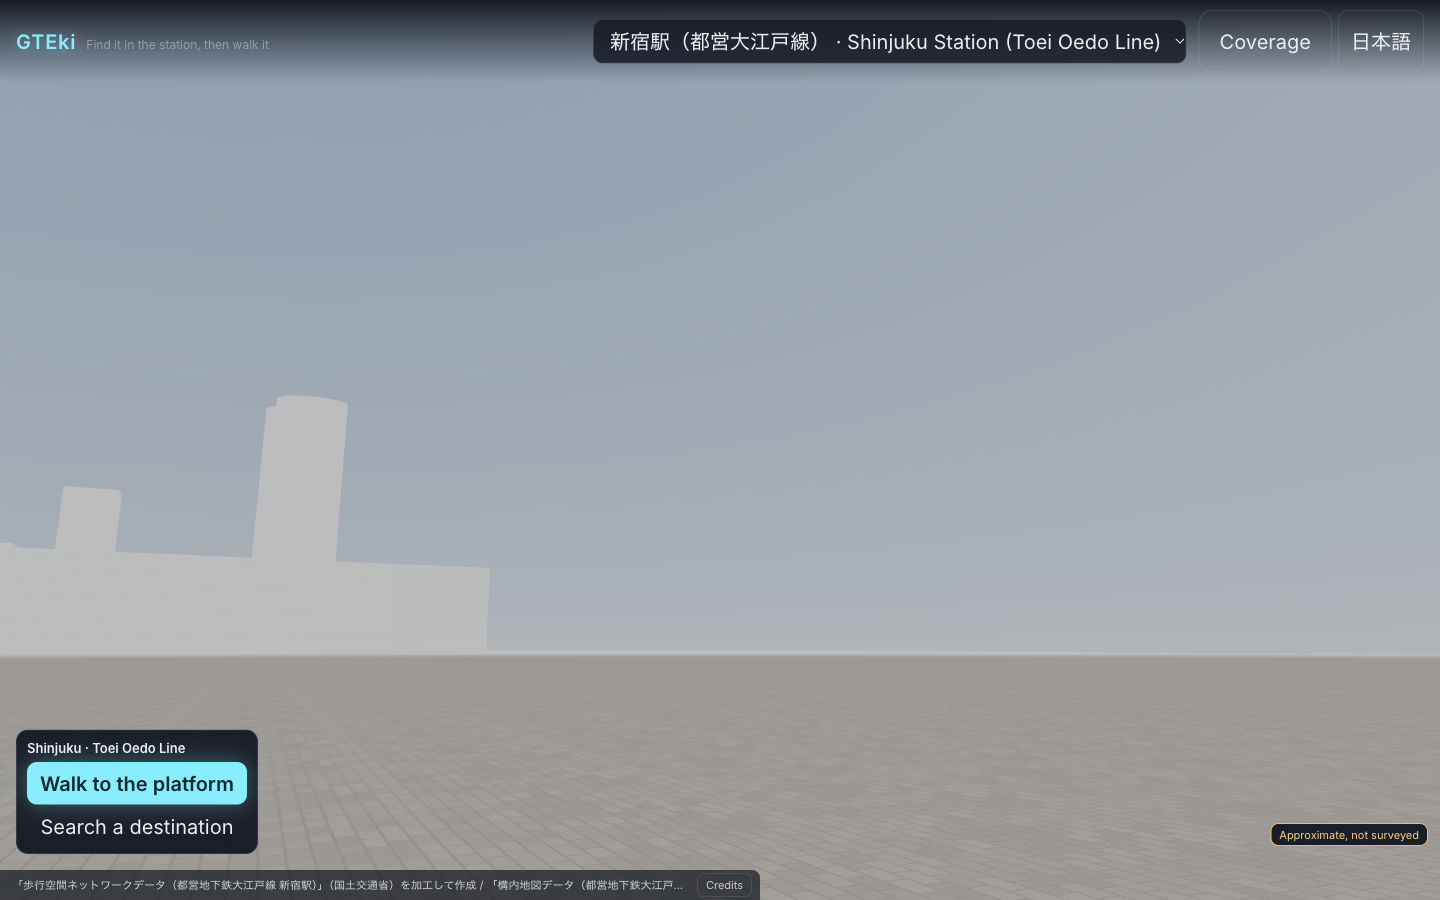 GTEki Find it in the station, then walk it
新宿駅（都営大江戸線） · Shinjuku Station (Toei Oedo Line)
Coverage
日本語
Shinjuku · Toei Oedo Line
Walk to the platform
Search a destination
Approximate, not surveyed
「歩行空間ネットワークデータ（都営地下鉄大江戸線 新宿駅）」（国土交通省）を加工して作成 / 「構内地図データ（都営地下鉄大江戸…
Credits